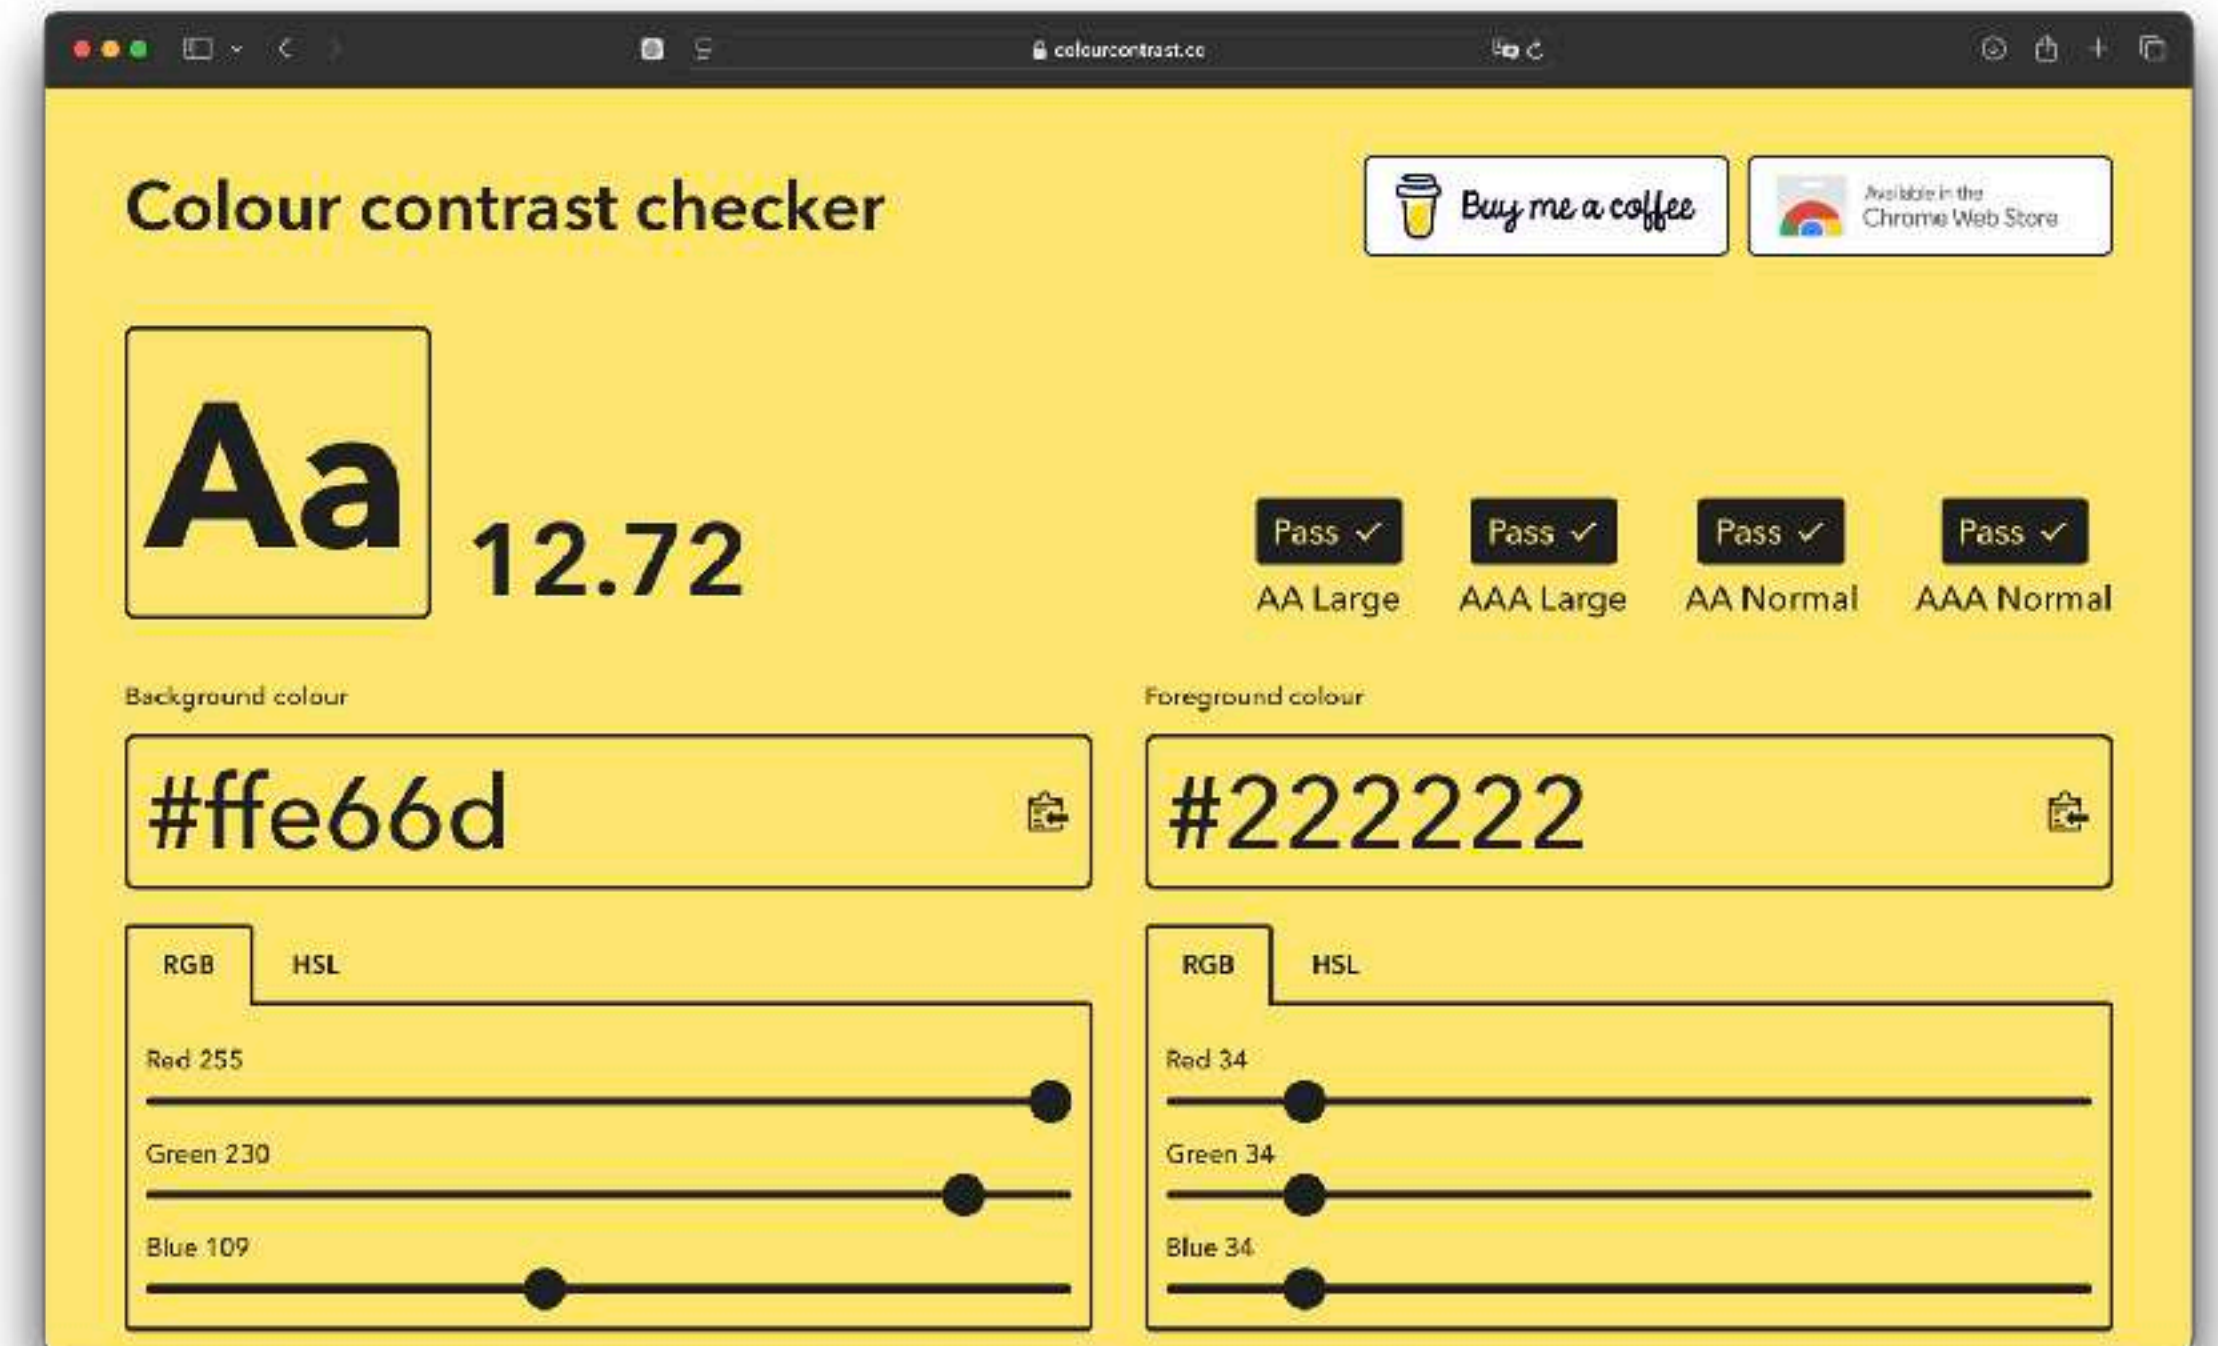 colourcontrast.cc
Colour contrast checker
Buy me a coffee
Available in the
Chrome Web Store
Aa
12.72
Pass ✓ Pass ✓ Pass ✓ Pass ✓
AA Large AAA Large AA Normal AAA Normal
Background colour
#ffe66d
Foreground colour
#222222
RGB HSL
Red 255
Green 230
Blue 109
RGB HSL
Red 34
Green 34
Blue 34